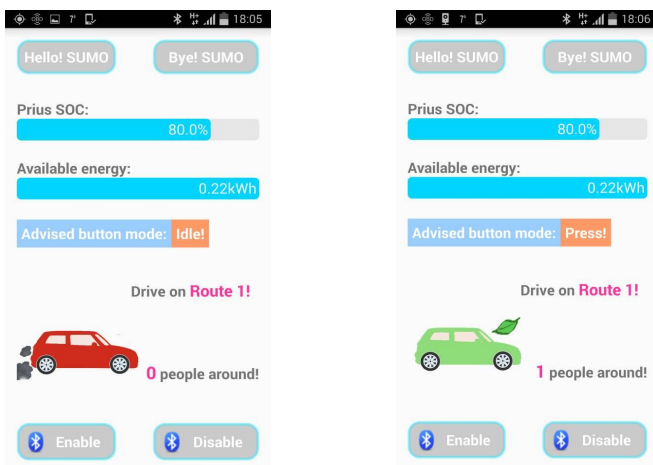 7° H+ 18:05
Hello! SUMO Bye! SUMO
Prius SOC:
80.0%
Available energy:
0.22kWh
Advised button mode: Idle!
Drive on Route 1!
0 people around!
Enable Disable
7° H+ 18:06
Hello! SUMO Bye! SUMO
Prius SOC:
80.0%
Available energy:
0.22kWh
Advised button mode: Press!
Drive on Route 1!
1 people around!
Enable Disable